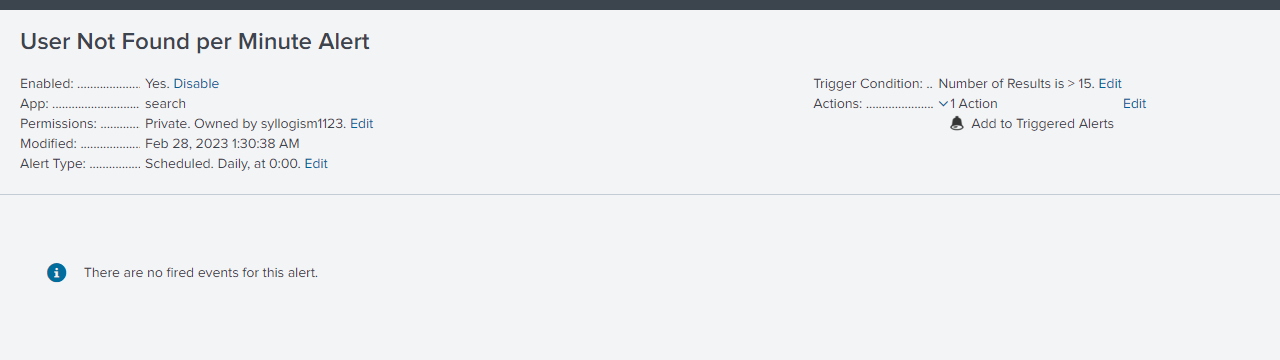 User Not Found per Minute Alert
Enabled: ................... Yes. Disable
App: .......................... search
Permissions: ............ Private. Owned by syllogism1123. Edit
Modified: .................. Feb 28, 2023 1:30:38 AM
Alert Type: ................ Scheduled. Daily, at 0:00. Edit
Trigger Condition: .. Number of Results is > 15. Edit
Actions: ..................... 1 Action Edit
Add to Triggered Alerts
There are no fired events for this alert.